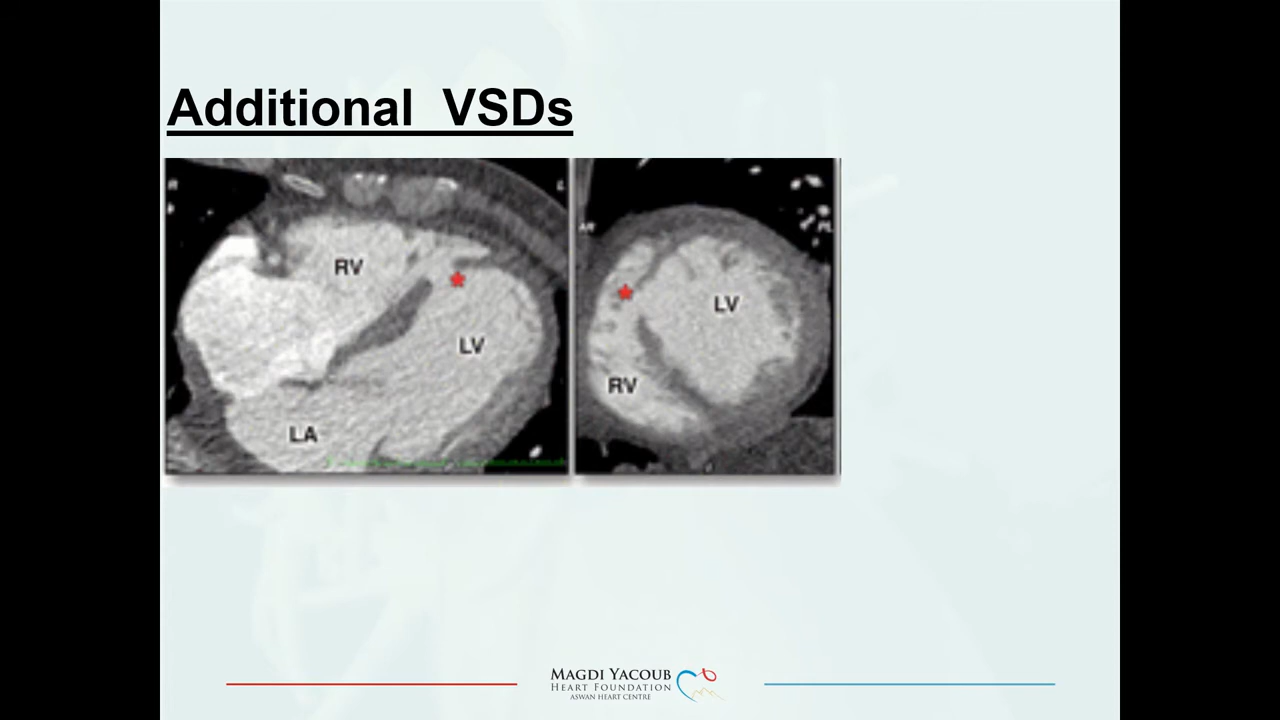 Additional VSDs
RV
LV
LA
LV
RV
MAGDI YACOUB
HEART FOUNDATION
ASWAN HEART CENTRE